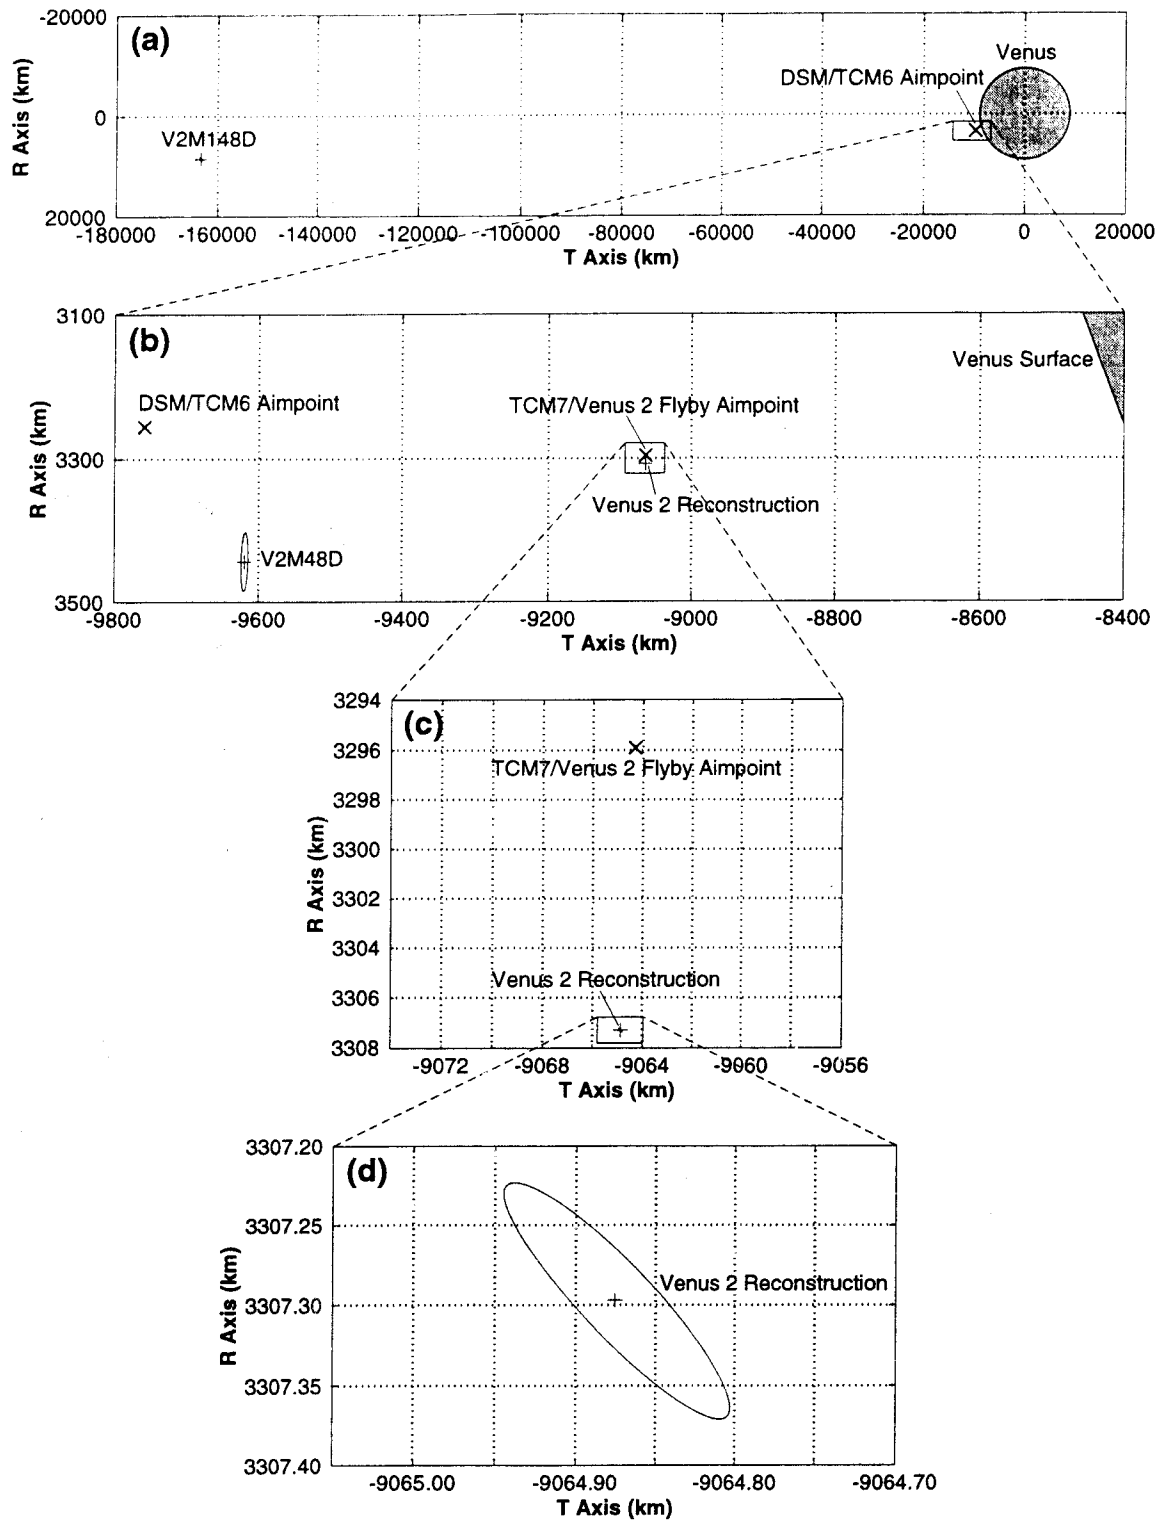 (a)
-20000
0
20000
R Axis (km)
V2M148D
DSM/TCM6 Aimpoint
Venus
-180000 -160000 -140000 -120000 -100000 -80000 -60000 -40000 -20000 0 20000
T Axis (km)
(b)
3100
3300
3500
R Axis (km)
DSM/TCM6 Aimpoint
V2M48D
TCM7/Venus 2 Flyby Aimpoint
Venus 2 Reconstruction
Venus Surface
-9800 -9600 -9400 -9200 -9000 -8800 -8600 -8400
T Axis (km)
(c)
3294
3296
3298
3300
3302
3304
3306
3308
R Axis (km)
TCM7/Venus 2 Flyby Aimpoint
Venus 2 Reconstruction
-9072 -9068 -9064 -9060 -9056
T Axis (km)
(d)
3307.20
3307.25
3307.30
3307.35
3307.40
R Axis (km)
Venus 2 Reconstruction
-9065.00 -9064.90 -9064.80 -9064.70
T Axis (km)